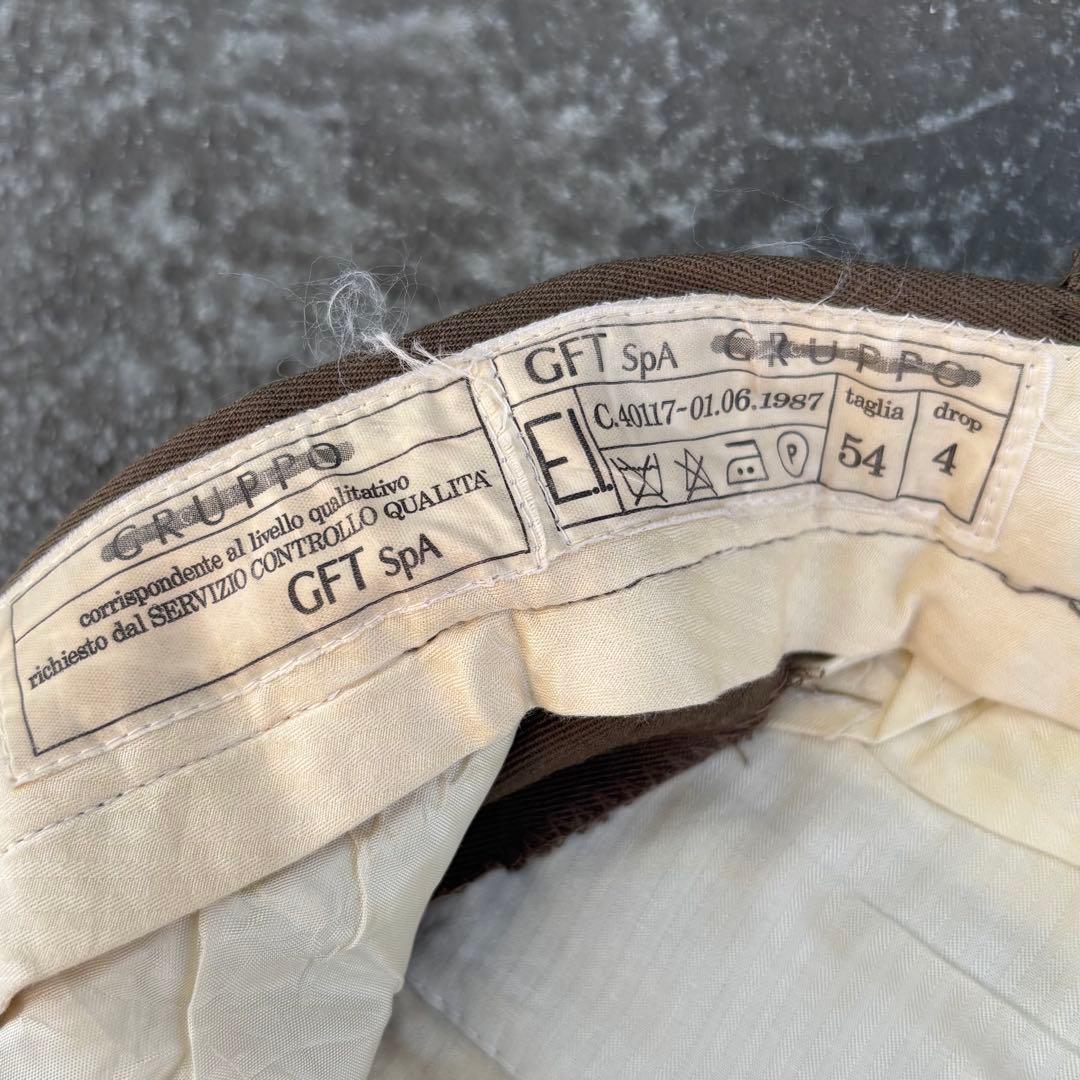 GRUPPO
corrispondente al livello qualitativo
richiesto dal SERVIZIO CONTROLLO QUALITÀ
GFT SpA
GFT SpA GRUPPO
E.I. C.40117-01.06.1987 taglia 54 drop 4
P